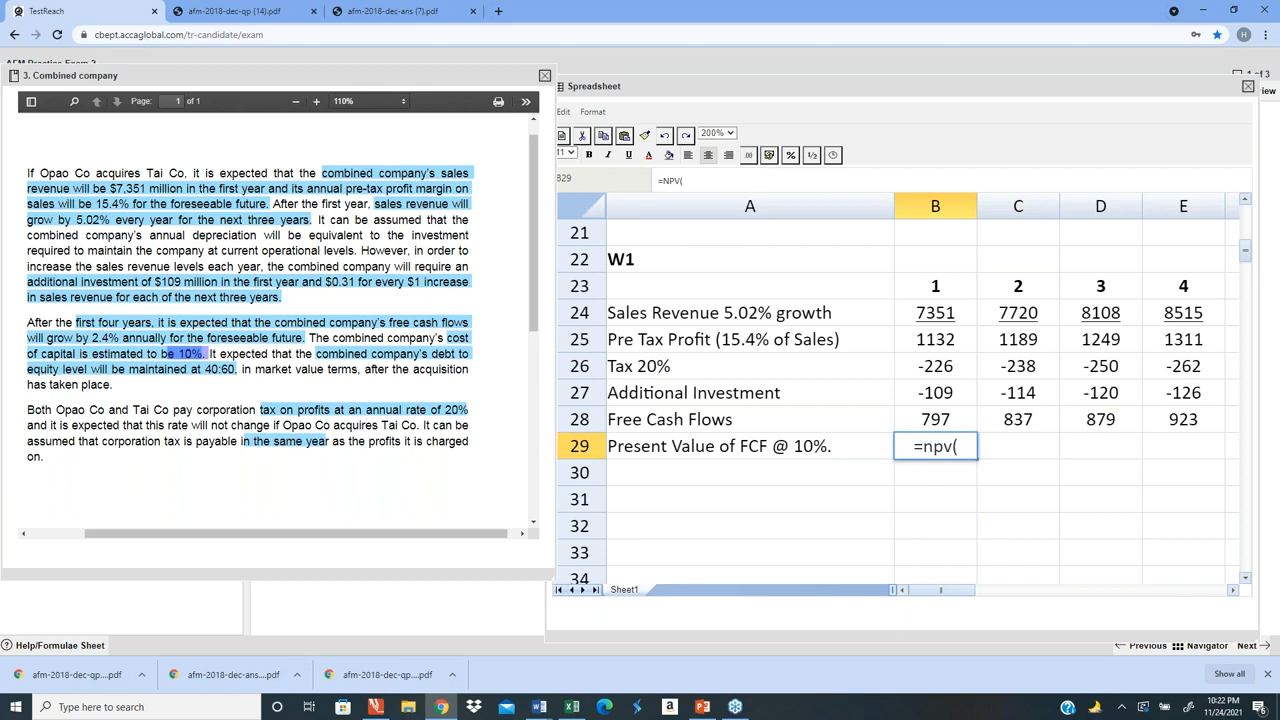 TestReach
afm-2018-dec-qp (14).pdf
afm-2018-dec-ans (7).pdf
cbept.accaglobal.com/tr-candidate/exam
H
1 of 3
3. Combined company
Page: 1 of 1
110%
If Opao Co acquires Tai Co, it is expected that the combined company's sales
revenue will be $7,351 million in the first year and its annual pre-tax profit margin on
sales will be 15.4% for the foreseeable future. After the first year, sales revenue will
grow by 5.02% every year for the next three years. It can be assumed that the
combined company's annual depreciation will be equivalent to the investment
required to maintain the company at current operational levels. However, in order to
increase the sales revenue levels each year, the combined company will require an
additional investment of $109 million in the first year and $0.31 for every $1 increase
in sales revenue for each of the next three years.
After the first four years, it is expected that the combined company's free cash flows
will grow by 2.4% annually for the foreseeable future. The combined company's cost
of capital is estimated to be 10%. It expected that the combined company's debt to
equity level will be maintained at 40:60, in market value terms, after the acquisition
has taken place.
Both Opao Co and Tai Co pay corporation tax on profits at an annual rate of 20%
and it is expected that this rate will not change if Opao Co acquires Tai Co. It can be
assumed that corporation tax is payable in the same year as the profits it is charged
on.
Spreadsheet
view
Edit Format
200%
11 B I U A .00 % ½
B29 =NPV(
A B C D E
21
22 W1
23 1 2 3 4
24 Sales Revenue 5.02% growth 7351 7720 8108 8515
25 Pre Tax Profit (15.4% of Sales) 1132 1189 1249 1311
26 Tax 20% -226 -238 -250 -262
27 Additional Investment -109 -114 -120 -126
28 Free Cash Flows 797 837 879 923
29 Present Value of FCF @ 10%. =npv(
30
31
32
33
34
Sheet1
Help/Formulae Sheet
Previous Navigator Next
afm-2018-dec-qp....pdf
afm-2018-dec-ans....pdf
afm-2018-dec-qp....pdf
Show all
Type here to search
10:22 PM
11/24/2021